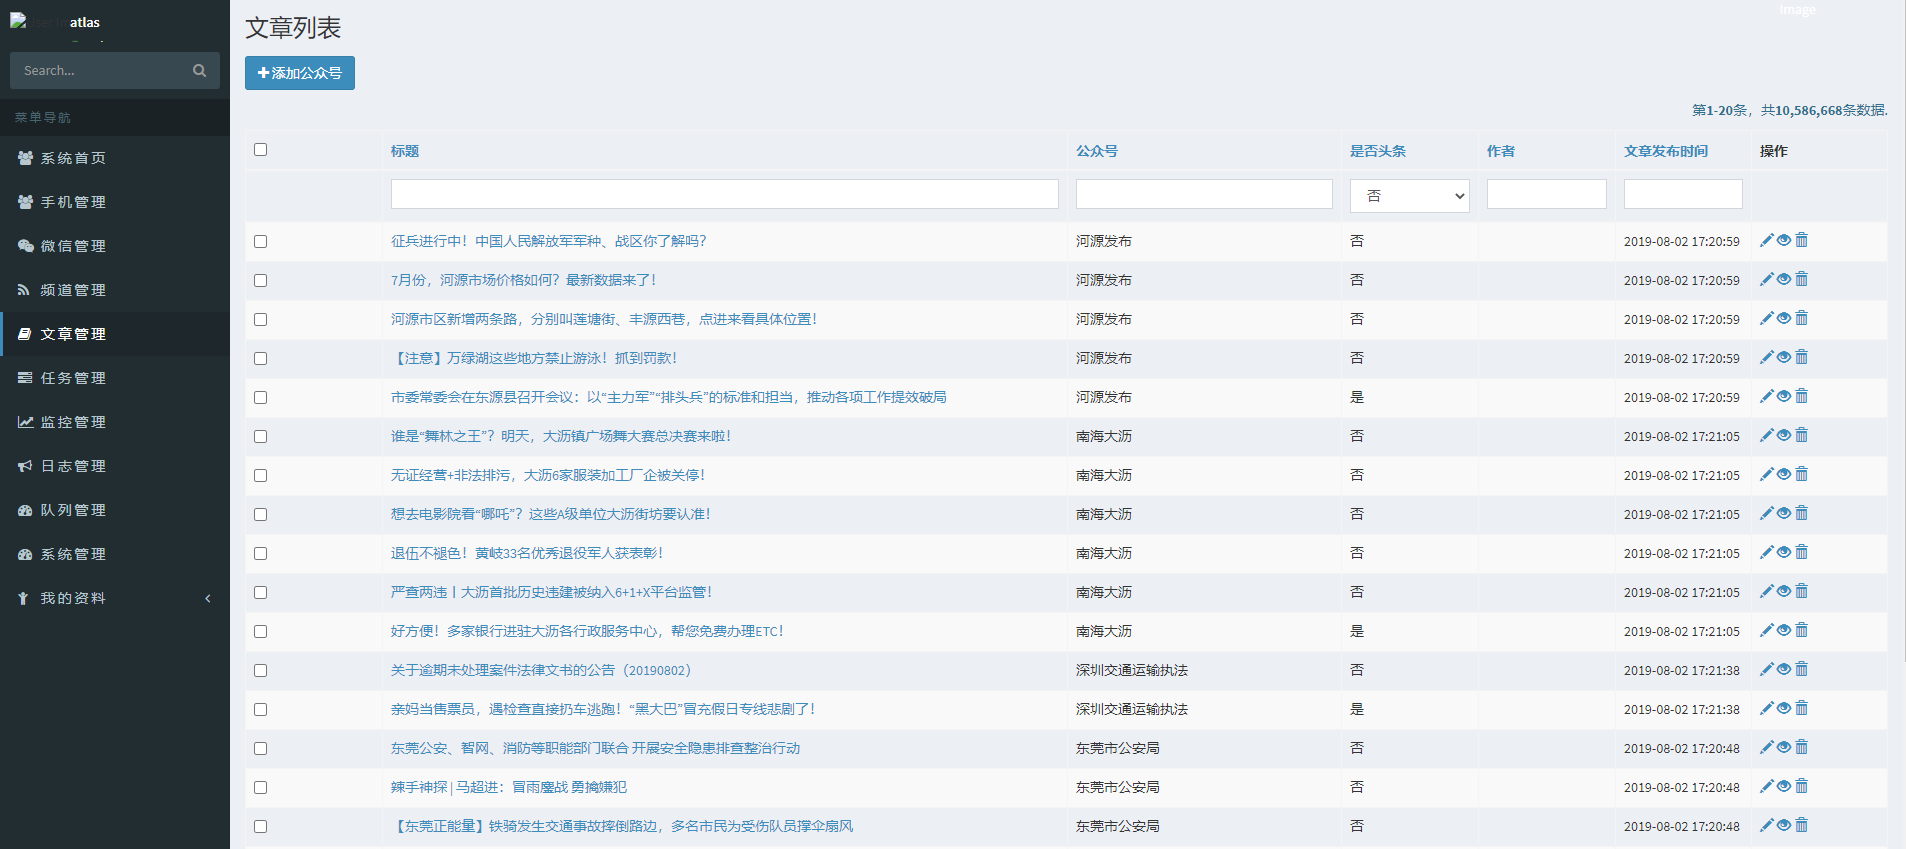 atlas
Image
Search...
菜单导航
系统首页
手机管理
微信管理
频道管理
文章管理
任务管理
监控管理
日志管理
队列管理
系统管理
我的资料
文章列表
添加公众号
第1-20条，共10,586,668条数据.
标题 公众号 是否头条 作者 文章发布时间 操作
否
征兵进行中！中国人民解放军军种、战区你了解吗？ 河源发布 否 2019-08-02 17:20:59
7月份，河源市场价格如何？最新数据来了！ 河源发布 否 2019-08-02 17:20:59
河源市区新增两条路，分别叫莲塘街、丰源西巷，点进来看具体位置！ 河源发布 否 2019-08-02 17:20:59
【注意】万绿湖这些地方禁止游泳！抓到罚款！ 河源发布 否 2019-08-02 17:20:59
市委常委会在东源县召开会议：以“主力军”“排头兵”的标准和担当，推动各项工作提效破局 河源发布 是 2019-08-02 17:20:59
谁是“舞林之王”？明天，大沥镇广场舞大赛总决赛来啦！ 南海大沥 否 2019-08-02 17:21:05
无证经营+非法排污，大沥6家服装加工厂企被关停！ 南海大沥 否 2019-08-02 17:21:05
想去电影院看“哪吒”？这些A级单位大沥街坊要认准！ 南海大沥 否 2019-08-02 17:21:05
退伍不褪色！黄岐33名优秀退役军人获表彰！ 南海大沥 否 2019-08-02 17:21:05
严查两违丨大沥首批历史违建被纳入6+1+X平台监管！ 南海大沥 否 2019-08-02 17:21:05
好方便！多家银行进驻大沥各行政服务中心，帮您免费办理ETC！ 南海大沥 是 2019-08-02 17:21:05
关于逾期未处理案件法律文书的公告（20190802） 深圳交通运输执法 否 2019-08-02 17:21:38
亲妈当售票员，遇检查直接扔车逃跑！“黑大巴”冒充假日专线悲剧了！ 深圳交通运输执法 是 2019-08-02 17:21:38
东莞公安、智网、消防等职能部门联合 开展安全隐患排查整治行动 东莞市公安局 否 2019-08-02 17:20:48
辣手神探 | 马超进：冒雨鏖战 勇擒嫌犯 东莞市公安局 否 2019-08-02 17:20:48
【东莞正能量】铁骑发生交通事故摔倒路边，多名市民为受伤队员撑伞扇风 东莞市公安局 否 2019-08-02 17:20:48